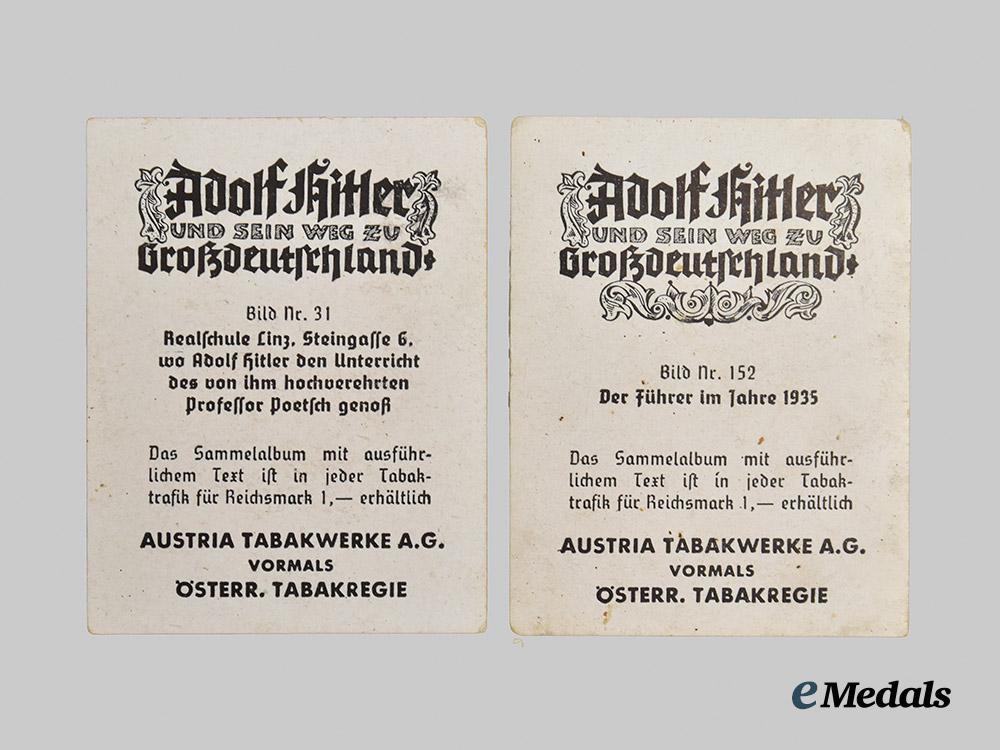 Adolf Hitler
UND SEIN WEG ZU
Großdeutschland
Bild Nr. 31
Realschule Linz, Steingasse 6,
wo Adolf Hitler den Unterricht
des von ihm hochverehrten
Professor Poetsch genoß
Das Sammelalbum mit ausführ-
lichem Text ist in jeder Tabak-
trafik für Reichsmark 1,— erhältlich
AUSTRIA TABAKWERKE A.G.
VORMALS
ÖSTERR. TABAKREGIE
Adolf Hitler
UND SEIN WEG ZU
Großdeutschland
Bild Nr. 152
Der Führer im Jahre 1935
Das Sammelalbum mit ausführ-
lichem Text ist in jeder Tabak-
trafik für Reichsmark 1,— erhältlich
AUSTRIA TABAKWERKE A.G.
VORMALS
ÖSTERR. TABAKREGIE
eMedals